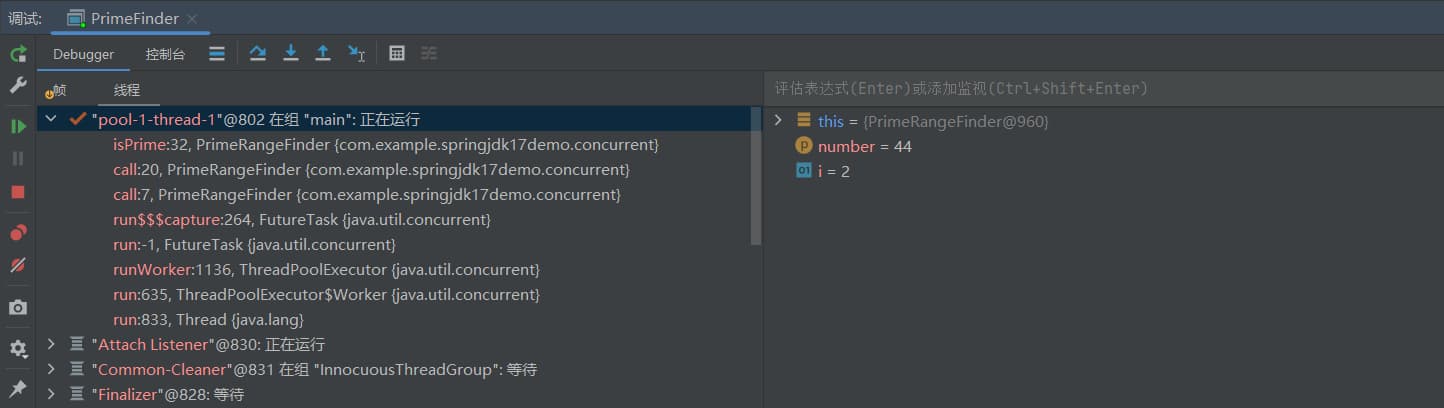 调试: PrimeFinder
Debugger 控制台
帧 线程
"pool-1-thread-1"@802 在组 "main": 正在运行
isPrime:32, PrimeRangeFinder {com.example.springjdk17demo.concurrent}
call:20, PrimeRangeFinder {com.example.springjdk17demo.concurrent}
call:7, PrimeRangeFinder {com.example.springjdk17demo.concurrent}
run$$$capture:264, FutureTask {java.util.concurrent}
run:-1, FutureTask {java.util.concurrent}
runWorker:1136, ThreadPoolExecutor {java.util.concurrent}
run:635, ThreadPoolExecutor$Worker {java.util.concurrent}
run:833, Thread {java.lang}
"Attach Listener"@830: 正在运行
"Common-Cleaner"@831 在组 "InnocuousThreadGroup": 等待
"Finalizer"@828: 等待
评估表达式(Enter)或添加监视(Ctrl+Shift+Enter)
this = {PrimeRangeFinder@960}
p number = 44
01 i = 2